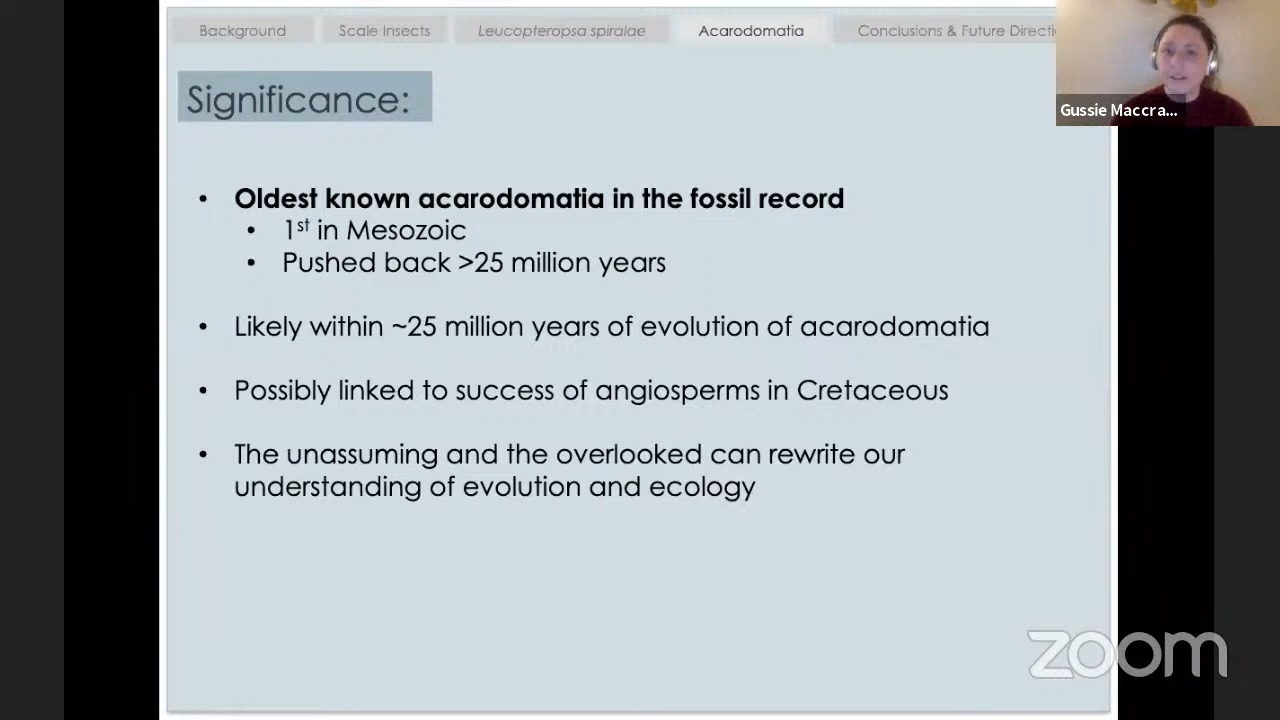 Background Scale Insects Leucopteropsa spiralae Acarodomatia Conclusions & Future Directi
Significance:
Gussie Maccra...
• Oldest known acarodomatia in the fossil record
• 1st in Mesozoic
• Pushed back >25 million years
• Likely within ~25 million years of evolution of acarodomatia
• Possibly linked to success of angiosperms in Cretaceous
• The unassuming and the overlooked can rewrite our
understanding of evolution and ecology
zoom